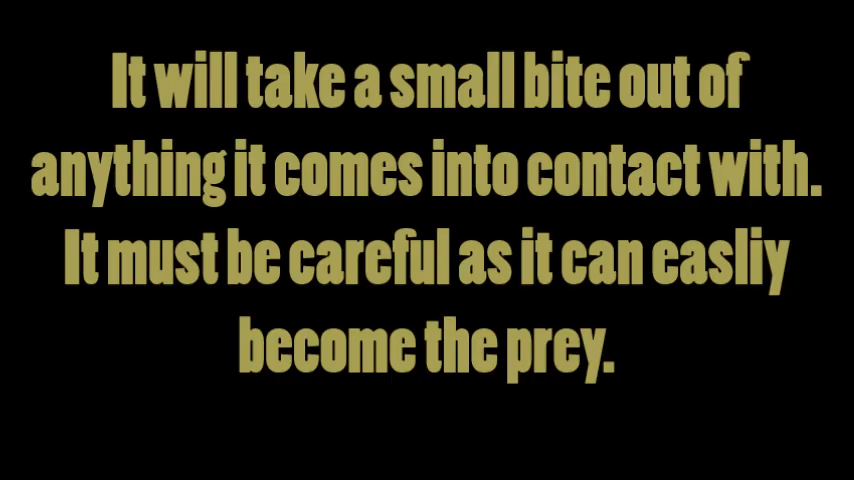 It will take a small bite out of
anything it comes into contact with.
It must be careful as it can easliy
become the prey.